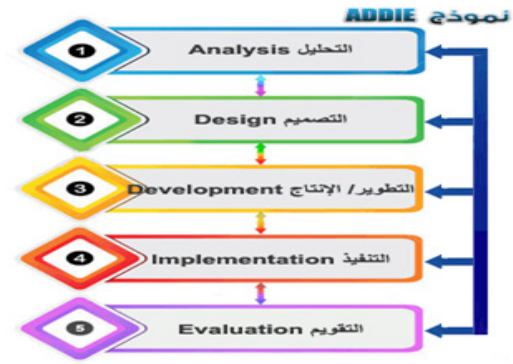 نموذج ADDIE
1
التحليل Analysis
2
التصميم Design
3
التطوير/ الإنتاج Development
4
التنفيذ Implementation
5
التقويم Evaluation